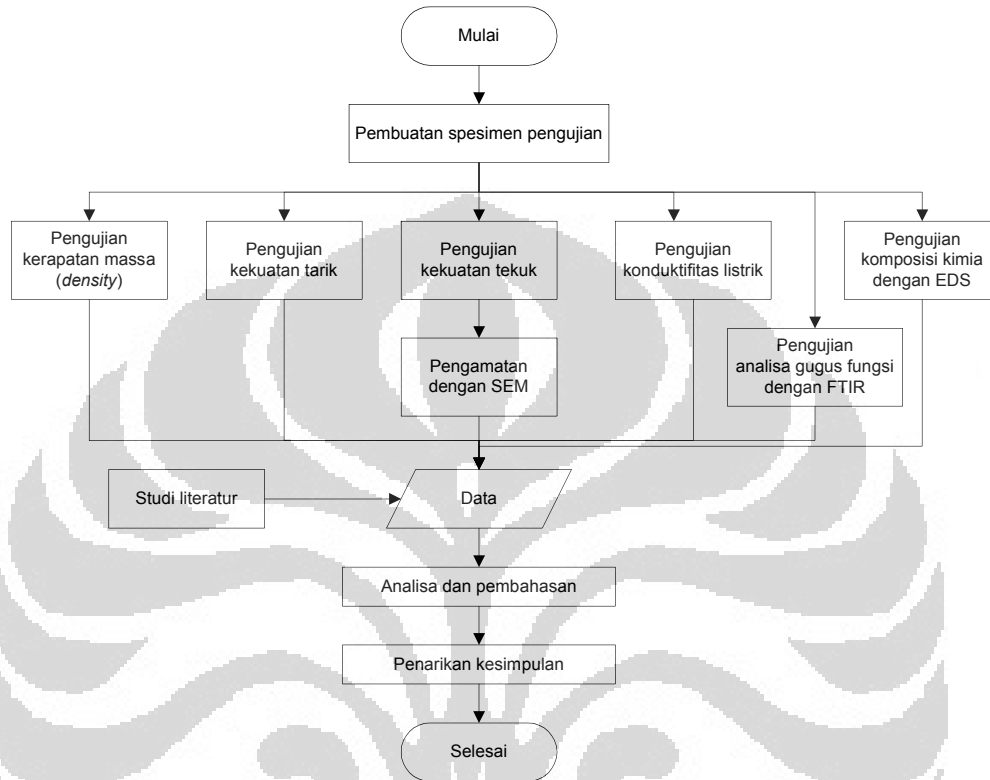 Mulai
Pembuatan spesimen pengujian
Pengujian
kerapatan massa
(density)
Pengujian
kekuatan tarik
Pengujian
kekuatan tekuk
Pengujian
konduktifitas listrik
Pengujian
komposisi kimia
dengan EDS
Pengamatan
dengan SEM
Pengujian
analisa gugus fungsi
dengan FTIR
Studi literatur
Data
Analisa dan pembahasan
Penarikan kesimpulan
Selesai